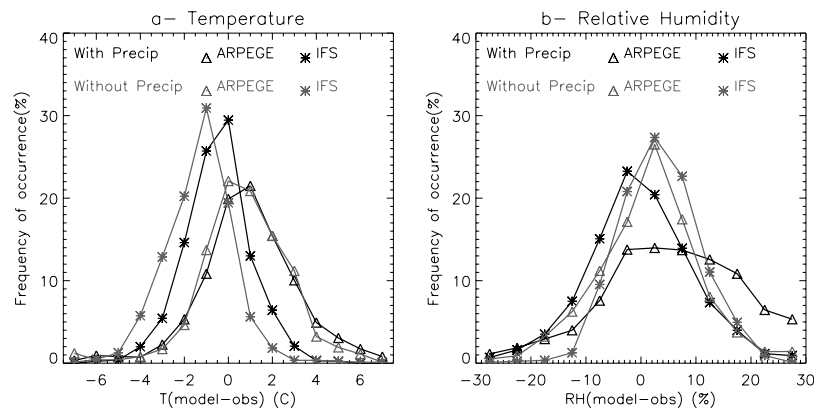 a- Temperature
40
With Precip ARPEGE IFS
Without Precip ARPEGE IFS
30
20
10
0
Frequency of occurrence(%)
-6 -4 -2 0 2 4 6
T(model-obs) (C)
b- Relative Humidity
40
With Precip ARPEGE IFS
Without Precip ARPEGE IFS
30
20
10
0
Frequency of occurrence(%)
-30 -20 -10 0 10 20 30
RH(model-obs) (%)